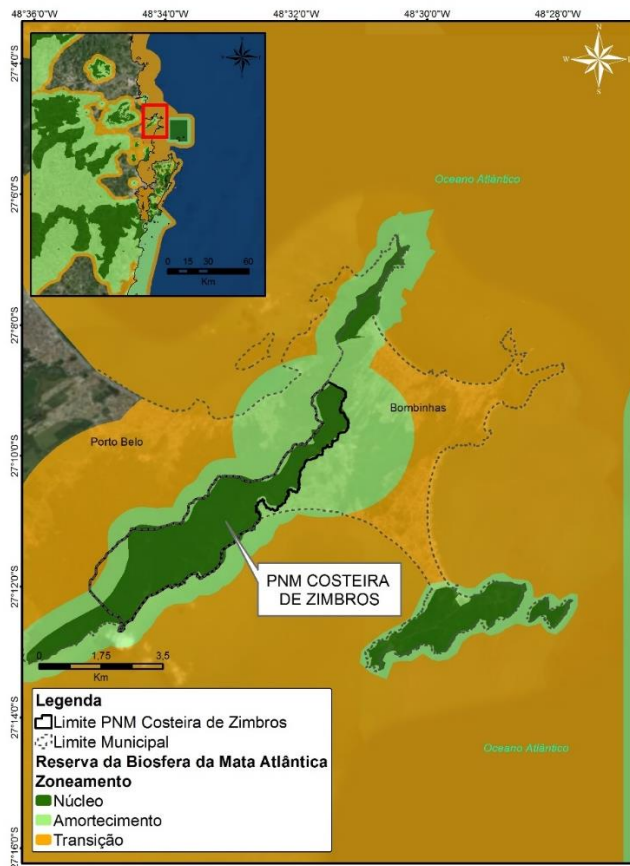 48°36'0"W
48°34'0"W
48°32'0"W
48°30'0"W
48°28'0"W
27°4'0"S
27°6'0"S
27°8'0"S
27°10'0"S
27°12'0"S
27°14'0"S
27°16'0"S
N
W
E
S
0 15 30 60
Km
Oceano Atlântico
Bombinhas
Porto Belo
PNM COSTEIRA
DE ZIMBROS
0 1,75 3,5
Km
Oceano Atlântico
Legenda
Limite PNM Costeira de Zimbros
Limite Municipal
Reserva da Biosfera da Mata Atlântica
Zoneamento
Núcleo
Amortecimento
Transição